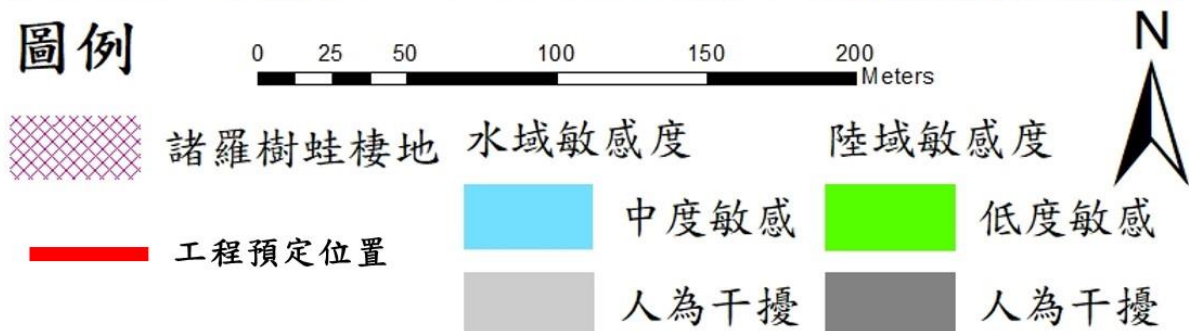 圖例
0 25 50 100 150 200
Meters
N
諸羅樹蛙棲地 水域敏感度 陸域敏感度
中度敏感 低度敏感
工程預定位置
人為干擾 人為干擾